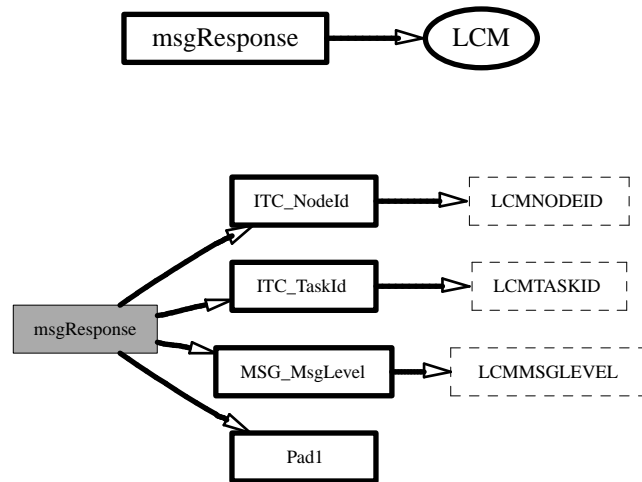 msgResponse
LCM
ITC_NodeId
LCMNODEID
ITC_TaskId
LCMTASKID
msgResponse
MSG_MsgLevel
LCMMSGLEVEL
Pad1